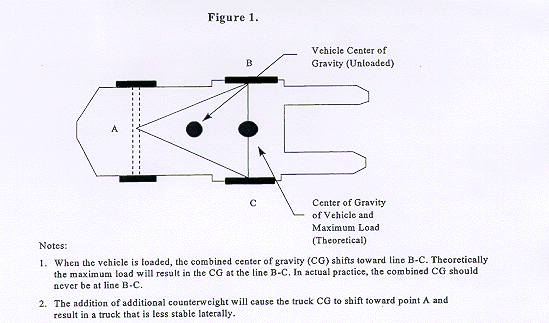 Figure 1.
Vehicle Center of
Gravity (Unloaded)
B
A
C
Center of Gravity
of Vehicle and
Maximum Load
(Theoretical)
Notes:
1. When the vehicle is loaded, the combined center of gravity (CG) shifts toward line B-C. Theoretically
the maximum load will result in the CG at the line B-C. In actual practice, the combined CG should
never be at line B-C.
2. The addition of additional counterweight will cause the truck CG to shift toward point A and
result in a truck that is less stable laterally.